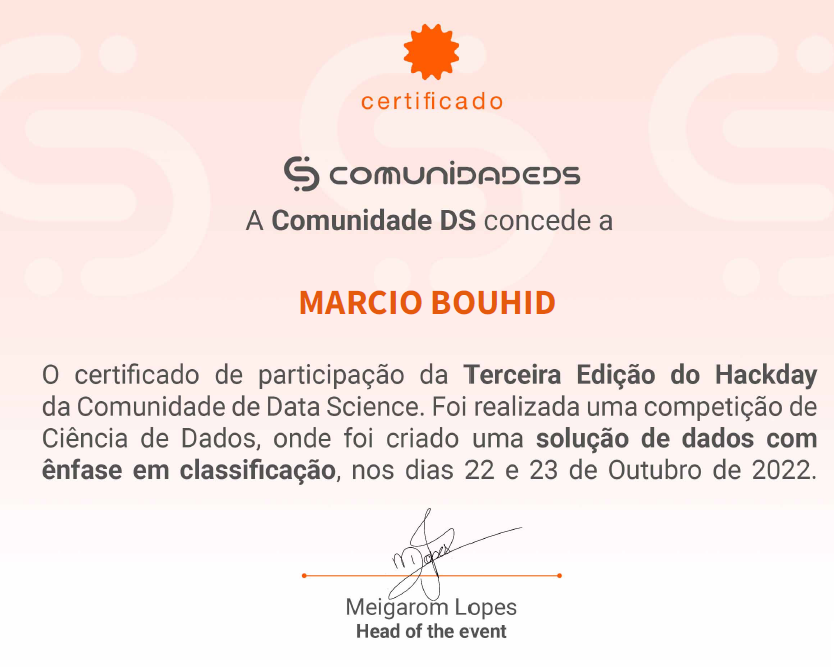 certificado
COMUNIDADEDS
A Comunidade DS concede a
MARCIO BOUHID
O certificado de participação da Terceira Edição do Hackday
da Comunidade de Data Science. Foi realizada uma competição de
Ciência de Dados, onde foi criado uma solução de dados com
ênfase em classificação, nos dias 22 e 23 de Outubro de 2022.
M Lopes
Meigarom Lopes
Head of the event